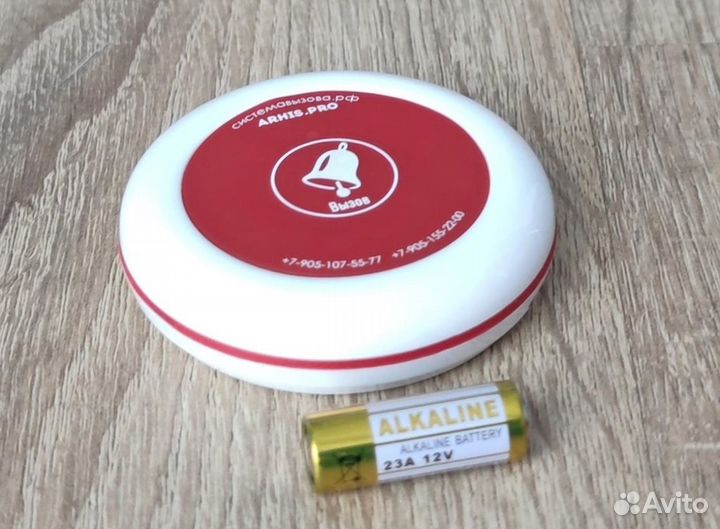 системавызова.рф
ARHIS.PRO
Вызов
+7-905-107-55-77 +7-905-155-22-00
ALKALINE
ALKALINE BATTERY
23A 12V
Avito